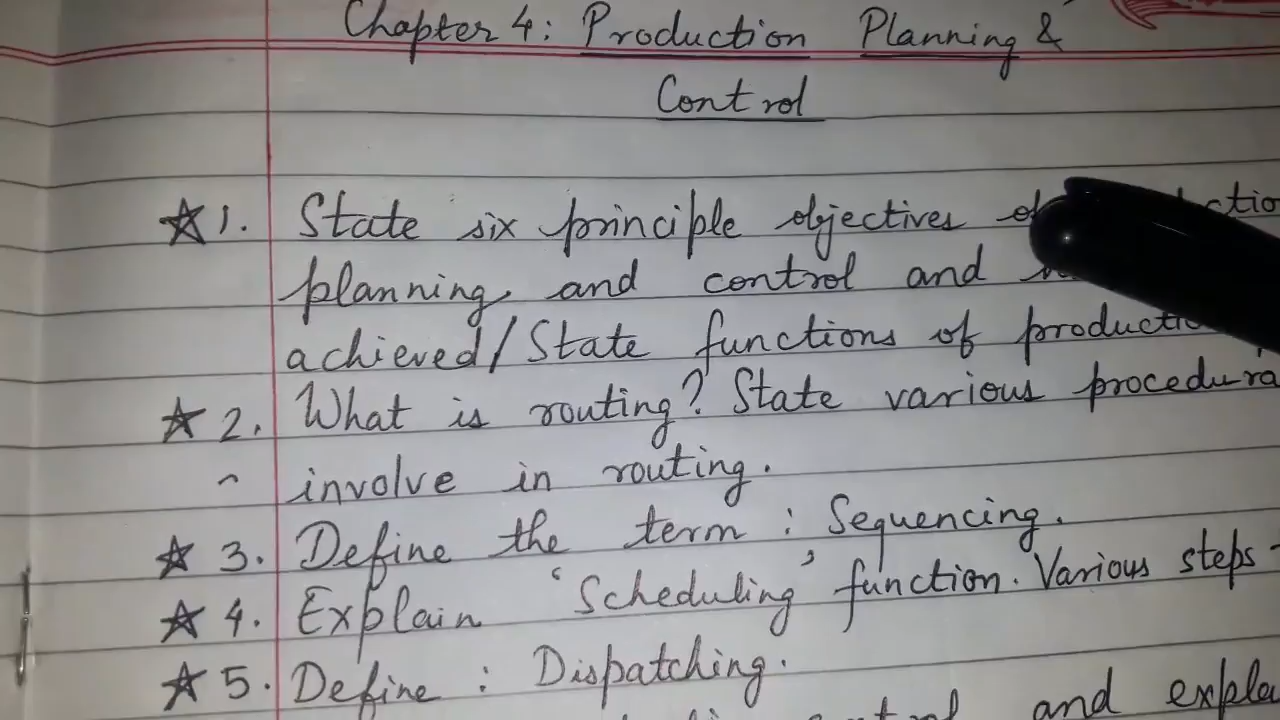 Chapter 4: Production Planning &
Control
1. State six principle objectives of
planning and control and
achieved/State functions of
2. What is routing? State various
involve in routing.
3. Define the term: Sequencing.
4. Explain 'Scheduling' function. Various steps
5. Define: Dispatching.
and